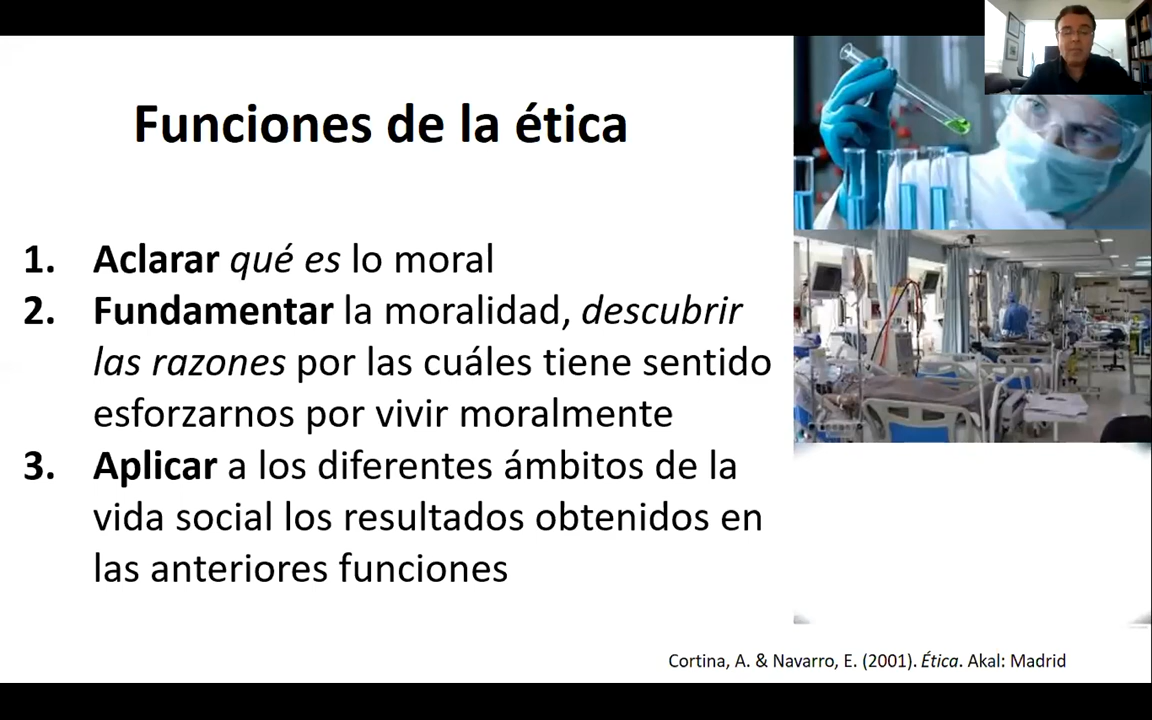 Funciones de la ética
1. Aclarar qué es lo moral
2. Fundamentar la moralidad, descubrir
las razones por las cuáles tiene sentido
esforzarnos por vivir moralmente
3. Aplicar a los diferentes ámbitos de la
vida social los resultados obtenidos en
las anteriores funciones
Cortina, A. & Navarro, E. (2001). Ética. Akal: Madrid